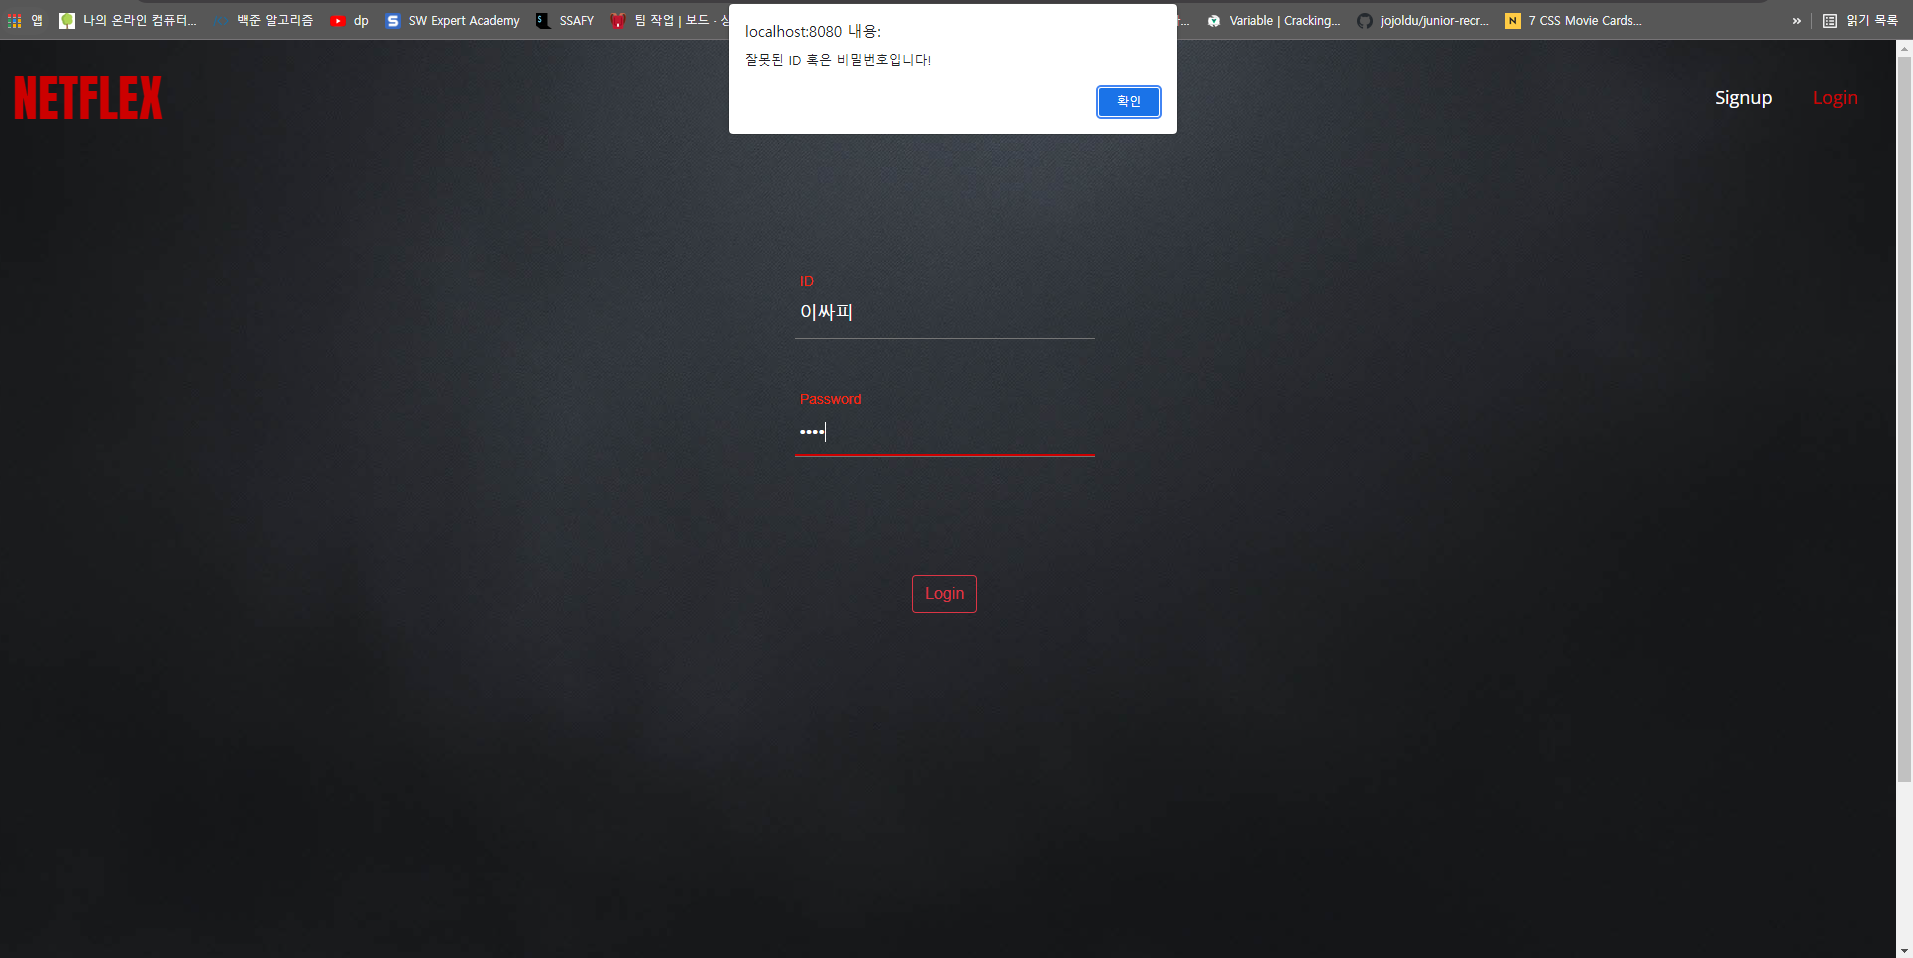 앱 나의 온라인 컴퓨터... 백준 알고리즘 dp SW Expert Academy SSAFY 팀 작업 | 보드 · Variable | Cracking... jojoldu/junior-recr... 7 CSS Movie Cards... » 읽기 목록
localhost:8080 내용:
잘못된 ID 혹은 비밀번호입니다!
확인
NETFLEX
Signup Login
ID
이싸피
Password
••••
Login